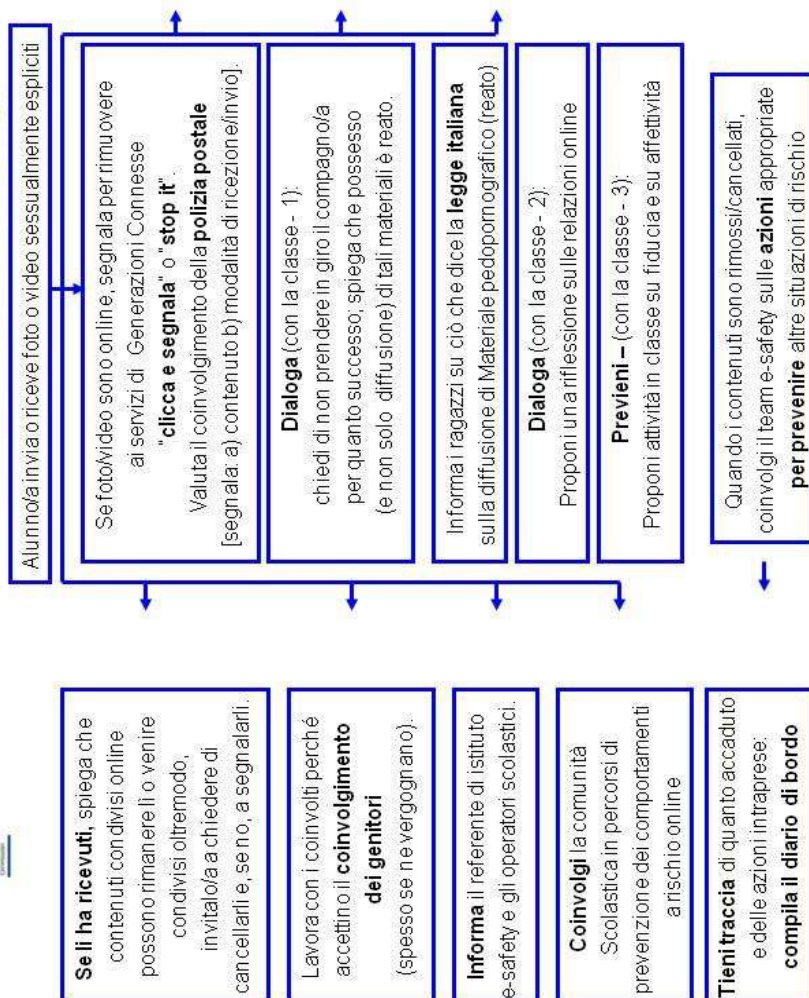 Alunno/a invia o riceve foto o video sessualmente espliciti
Se foto/video sono online, segnala per rimuovere
ai servizi di Generazioni Connesse
"clicca e segnala" o "stop it".
Valuta il coinvolgimento della polizia postale
[segnala: a) contenuto b) modalità di ricezione/invio].
Dialoga (con la classe - 1):
chiedi di non prendere in giro il compagno/a
per quanto successo; spiega che possesso
(e non solo diffusione) di tali materiali è reato.
Informa i ragazzi su ciò che dice la legge italiana
sulla diffusione di Materiale pedopornografico (reato)
Dialoga (con la classe - 2):
Proponi una riflessione sulle relazioni online
Previeni – (con la classe - 3):
Proponi attività in classe su fiducia e su affettività
Quando i contenuti sono rimossi/cancellati,
coinvolgi il team e-safety sulle azioni appropriate
per prevenire altre situazioni di rischio
Se li ha ricevuti, spiega che
contenuti condivisi online
possono rimanere lì o venire
condivisi oltremodo,
invitalo/a a chiedere di
cancellarli e, se no, a segnalarli.
Lavora con i coinvolti perché
accettino il coinvolgimento
dei genitori
(spesso se ne vergognano).
Informa il referente di istituto
e-safety e gli operatori scolastici.
Coinvolgi la comunità
Scolastica in percorsi di
prevenzione dei comportamenti
a rischio online
Tieni traccia di quanto accaduto
e delle azioni intraprese:
compila il diario di bordo